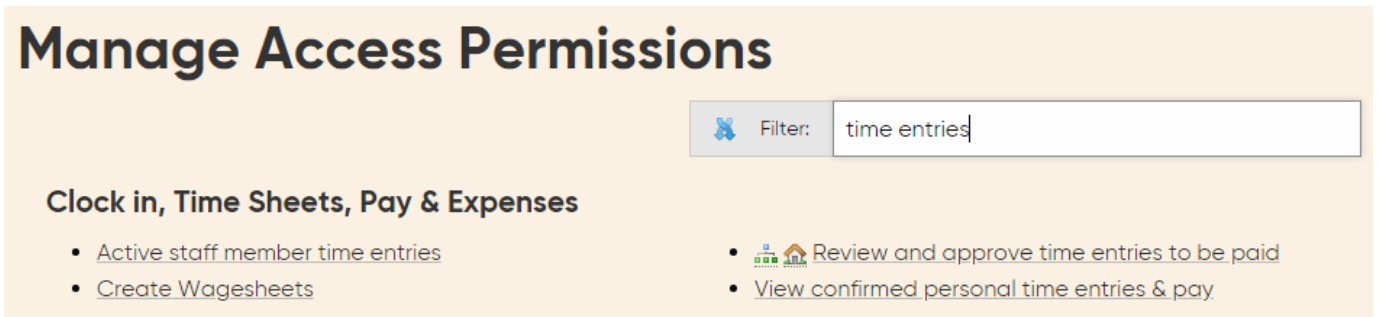 Manage Access Permissions
Filter: time entries
Clock in, Time Sheets, Pay & Expenses
Active staff member time entries
Create Wagesheets
Review and approve time entries to be paid
View confirmed personal time entries & pay